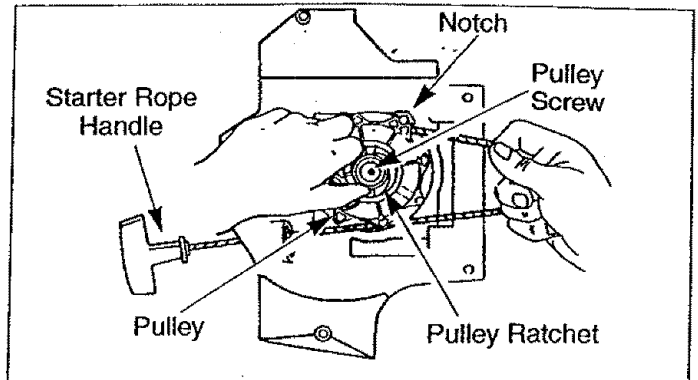 Notch
Pulley
Screw
Starter Rope
Handle
Pulley
Pulley Ratchet